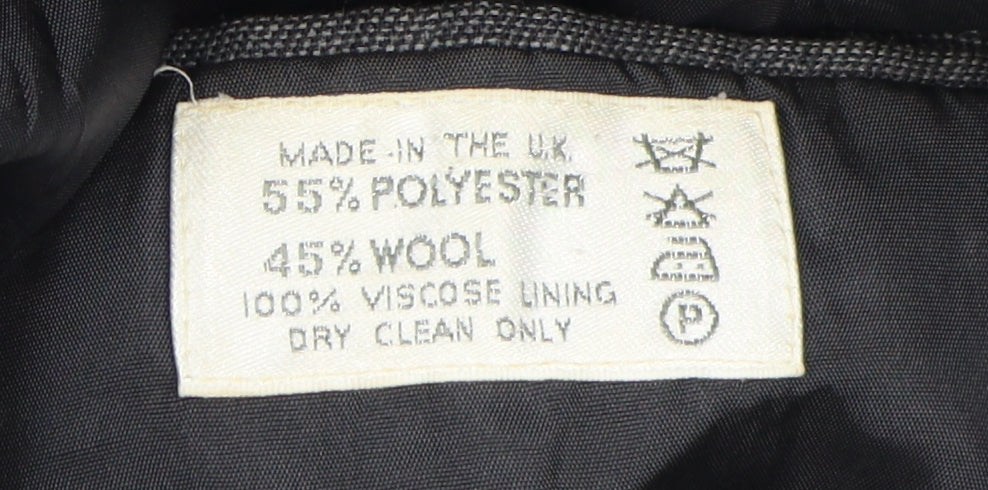 MADE IN THE U.K.
55% POLYESTER
45% WOOL
100% VISCOSE LINING
DRY CLEAN ONLY
P